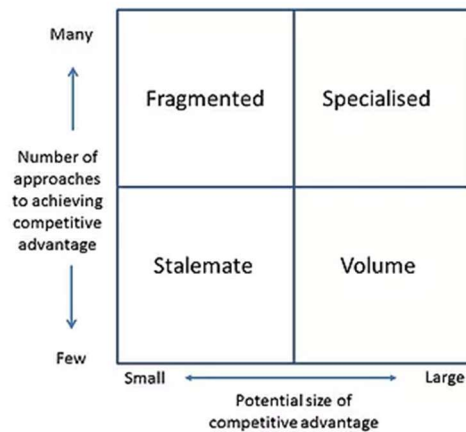 Many
Fragmented
Specialised
Number of
approaches
to achieving
competitive
advantage
Stalemate
Volume
Few
Small
Large
Potential size of
competitive advantage